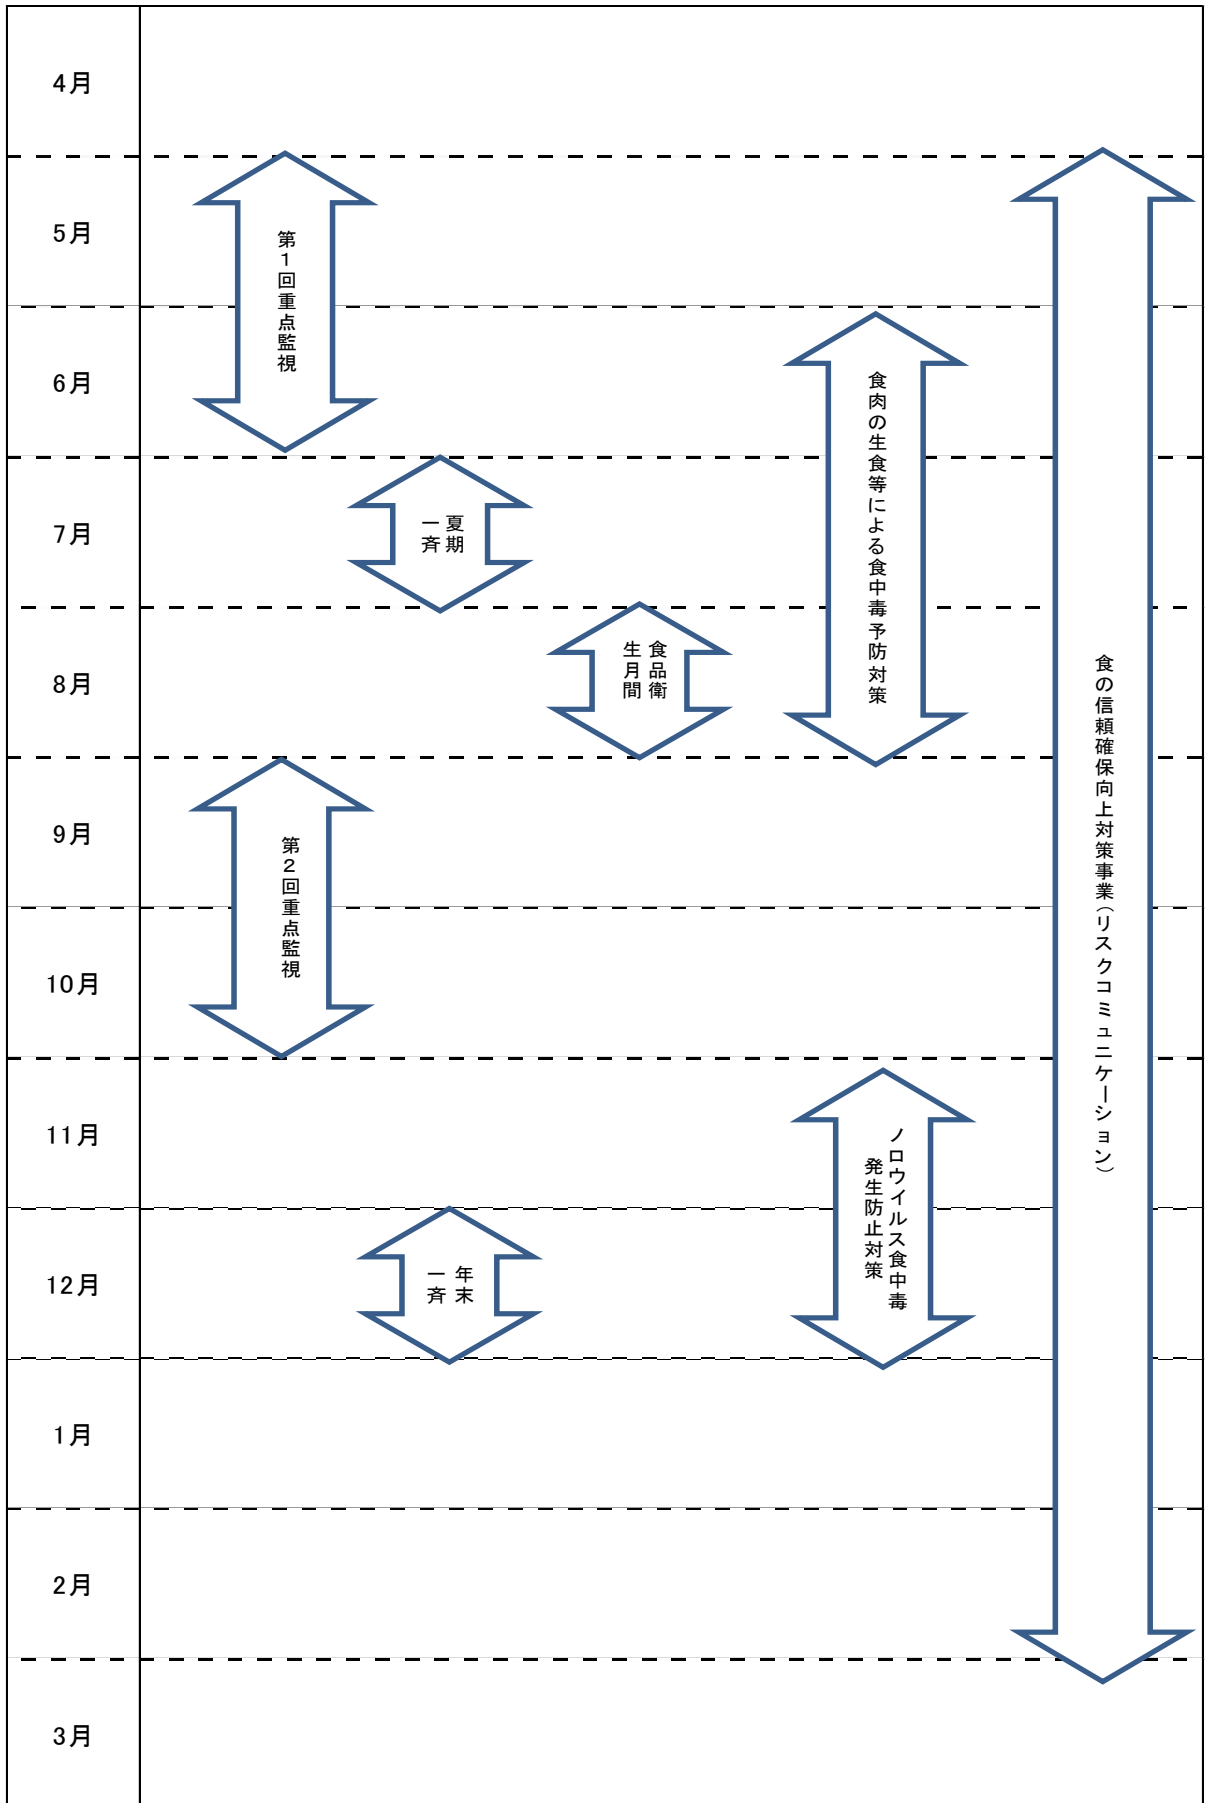 4月
5月
第1回重点監視
6月
食肉の生食等による食中毒予防対策
7月
夏期
一斉
8月
食品衛
生月間
食の信頼確保向上対策事業(リスクコミュニケーション)
9月
第2回重点監視
10月
11月
ノロウイルス食中毒
発生防止対策
12月
年末
一斉
1月
2月
3月